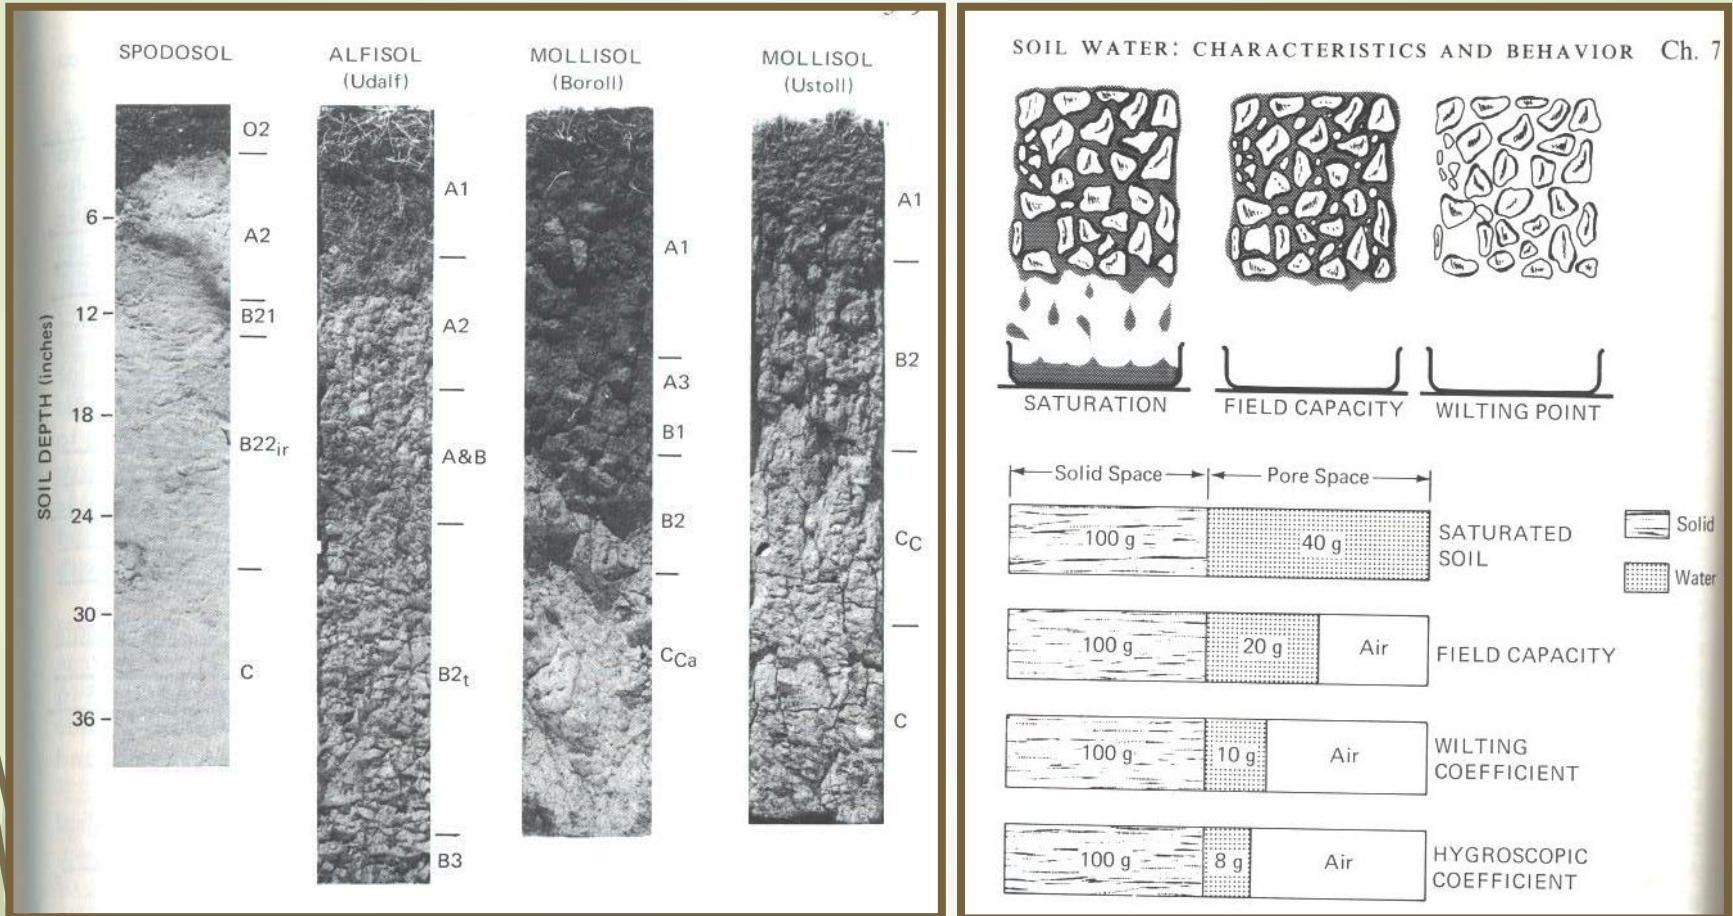 SPODOSOL
ALFISOL
(Udalf)
MOLLISOL
(Boroll)
MOLLISOL
(Ustoll)
SOIL DEPTH (inches)
6
12
18
24
30
36
O2
A2
B21
B22ir
C
A1
A2
A&B
B2t
B3
A1
A3
B1
B2
CCa
A1
B2
CC
C
SOIL WATER: CHARACTERISTICS AND BEHAVIOR Ch. 7
SATURATION
FIELD CAPACITY
WILTING POINT
Solid Space
Pore Space
100 g
40 g
SATURATED
SOIL
Solid
Water
100 g
20 g
Air
FIELD CAPACITY
100 g
10 g
Air
WILTING
COEFFICIENT
100 g
8 g
Air
HYGROSCOPIC
COEFFICIENT